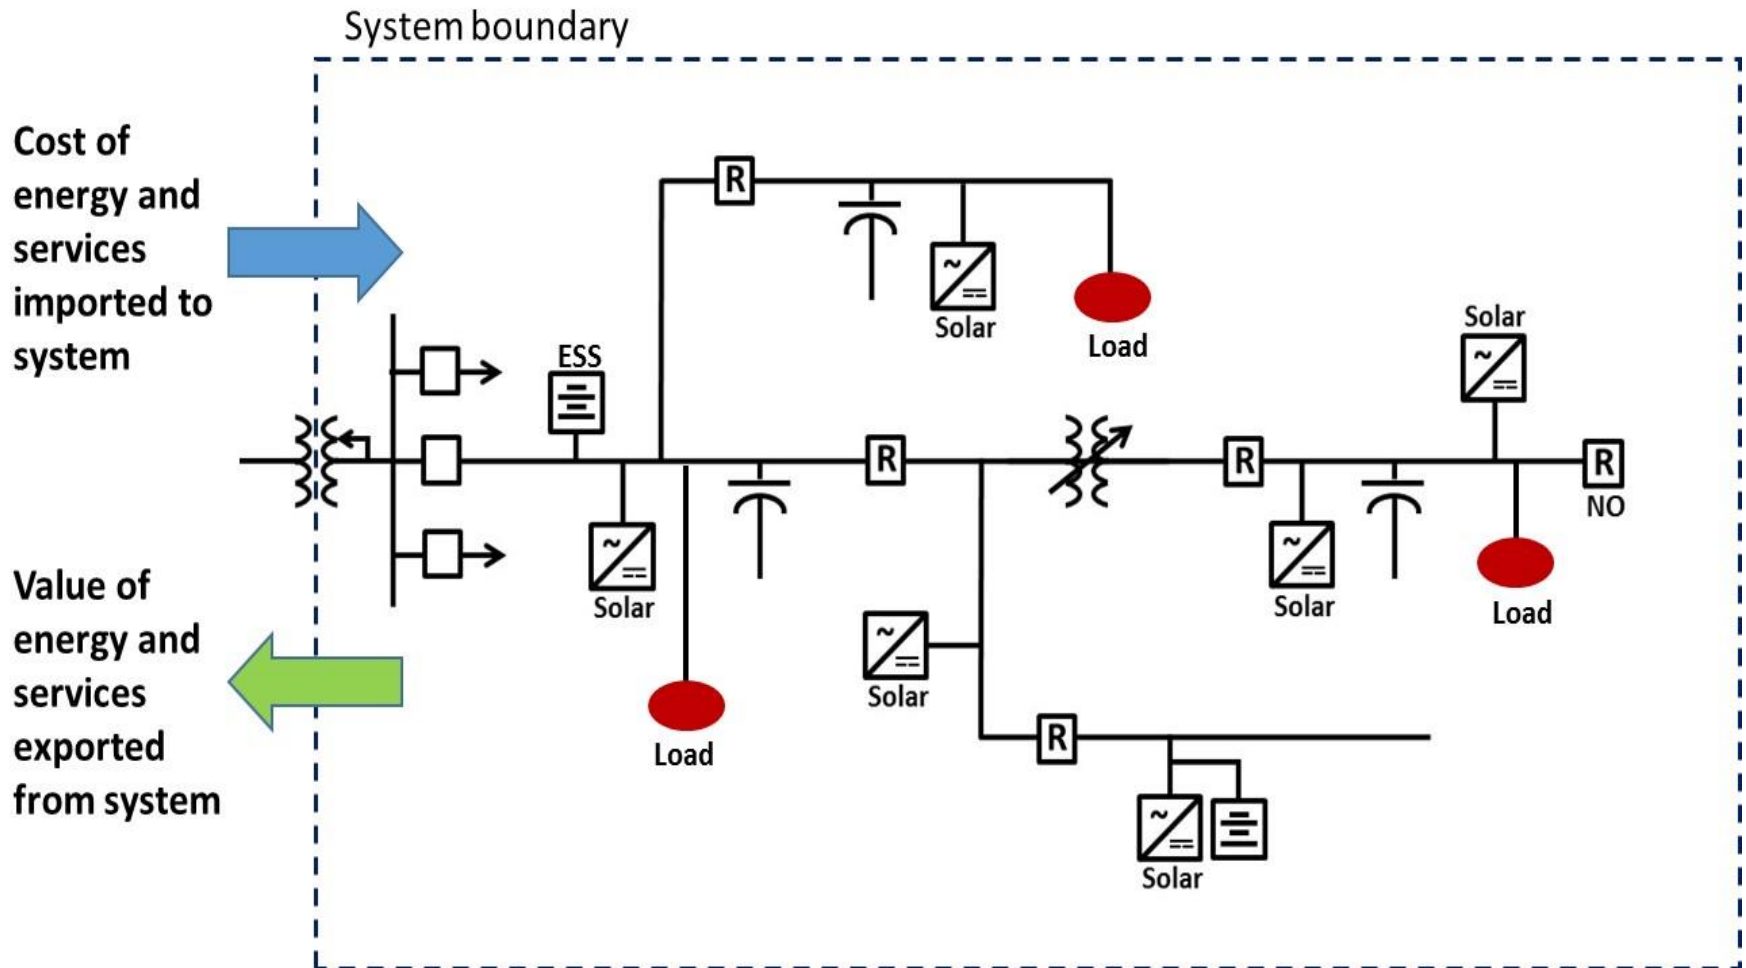 System boundary
Cost of
energy and
services
imported to
system
R
Solar
Load
Solar
ESS
R
R
R
NO
Solar
Solar
Load
Value of
energy and
services
exported
from system
Load
Solar
R
Solar